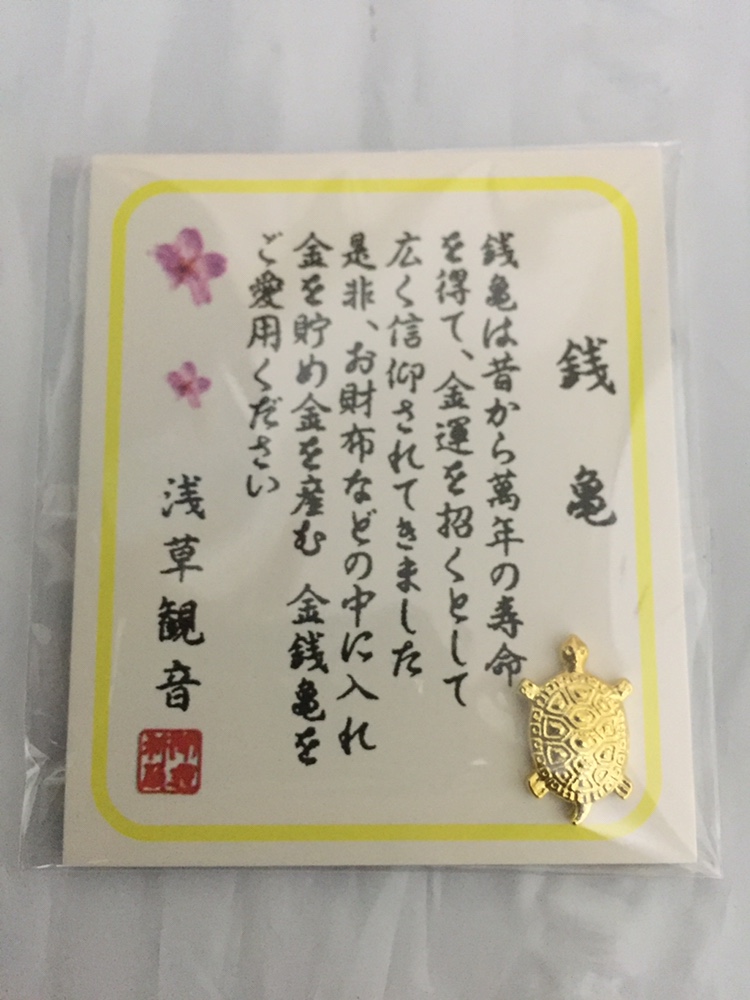 銭亀
銭亀は昔から萬年の寿命
を得て、金運を招くとして
広く信仰されてきました
是非、お財布などの中に入れ
金を貯め金を産む 金銭亀を
ご愛用ください
浅草観音